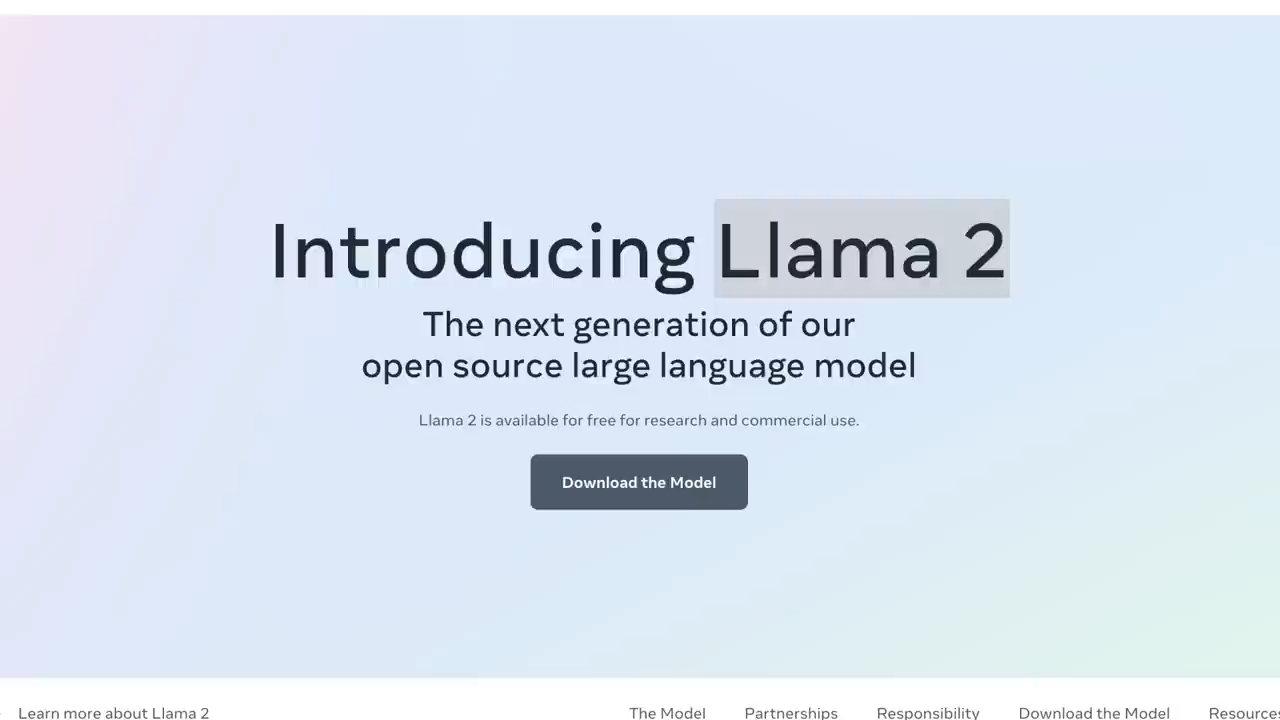 Introducing Llama 2
The next generation of our
open source large language model
Llama 2 is available for free for research and commercial use.
Download the Model
Learn more about Llama 2
The Model
Partnerships
Responsibility
Download the Model
Resources